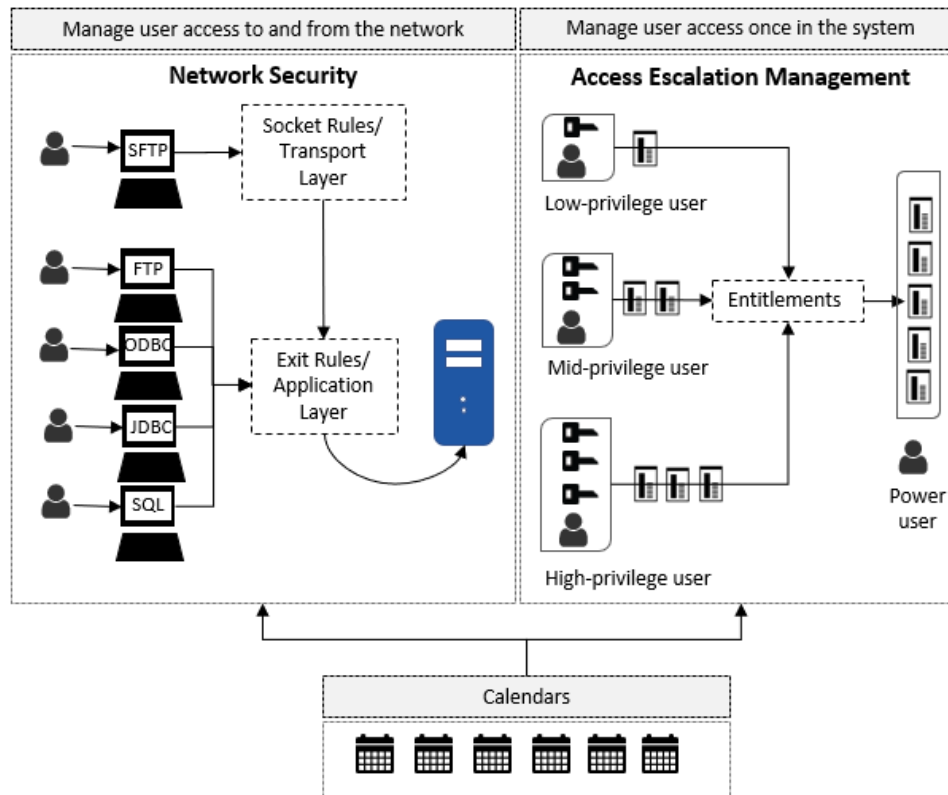 Manage user access to and from the network
Manage user access once in the system
Network Security
SFTP
Socket Rules/
Transport
Layer
FTP
ODBC
JDBC
SQL
Exit Rules/
Application
Layer
Access Escalation Management
Low-privilege user
Mid-privilege user
High-privilege user
Entitlements
Power
user
Calendars